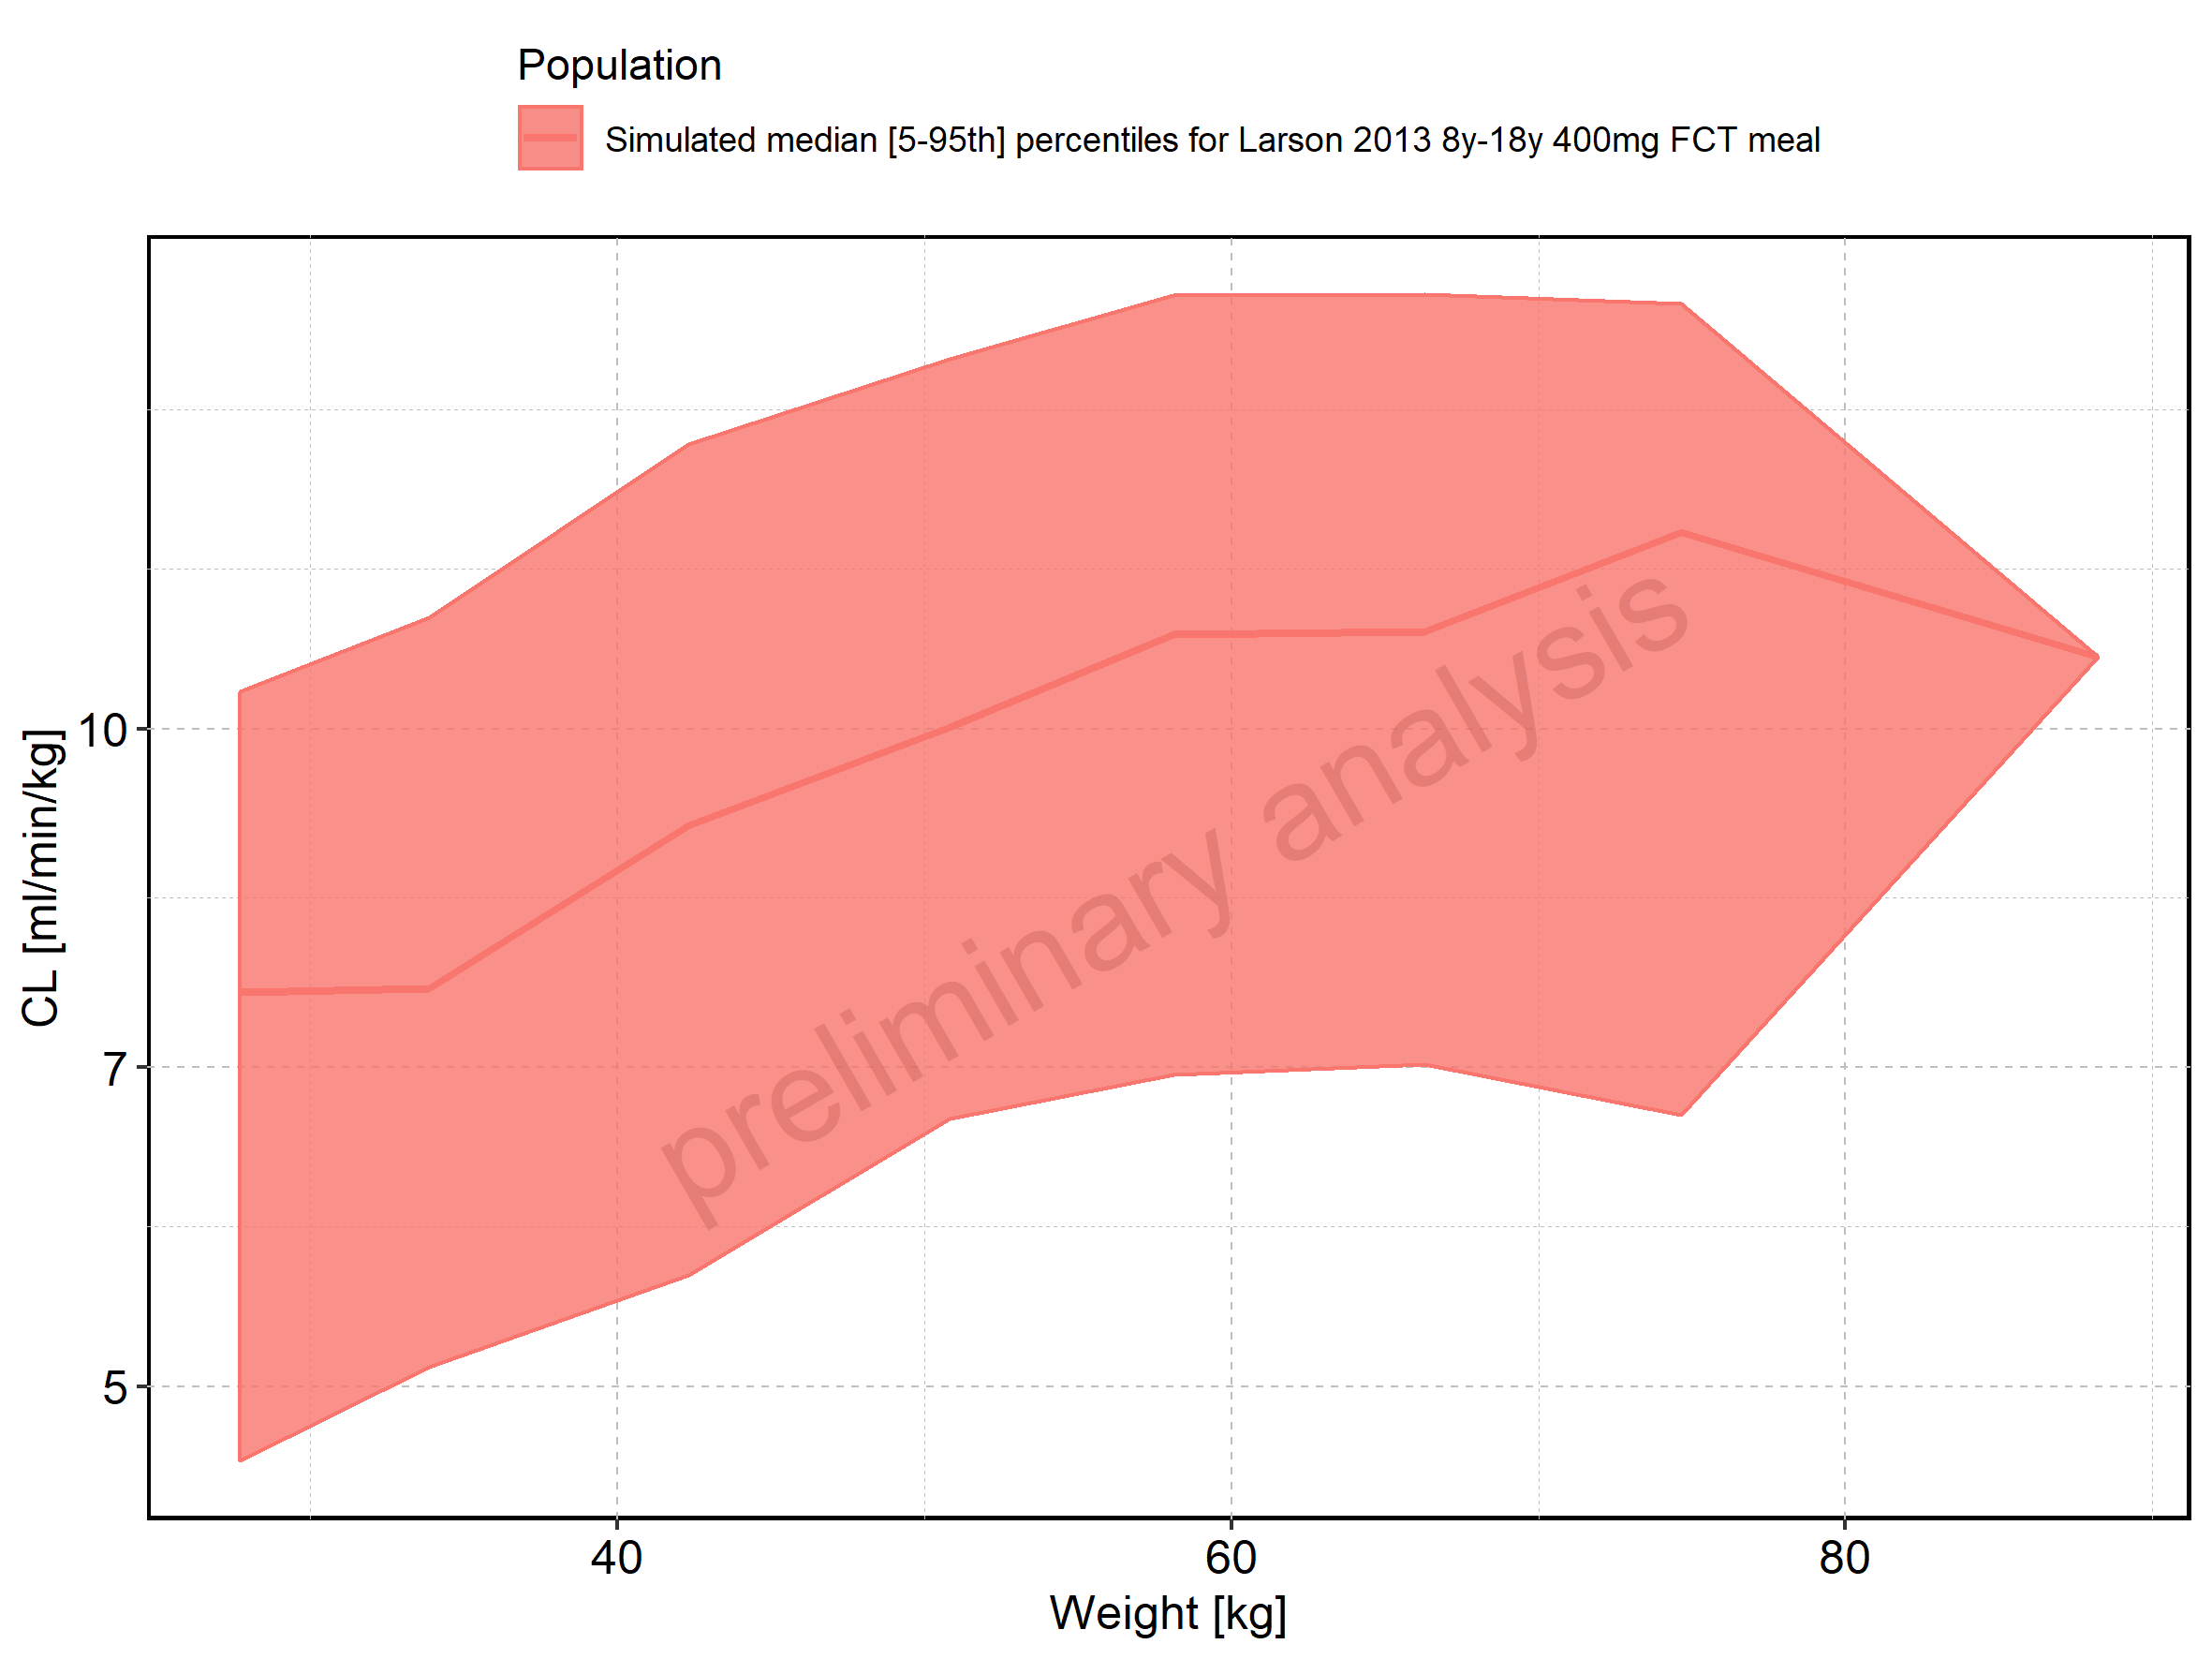 Population
Simulated median [5-95th] percentiles for Larson 2013 8y-18y 400mg FCT meal
10
7
5
CL [ml/min/kg]
preliminary analysis
40
60
80
Weight [kg]